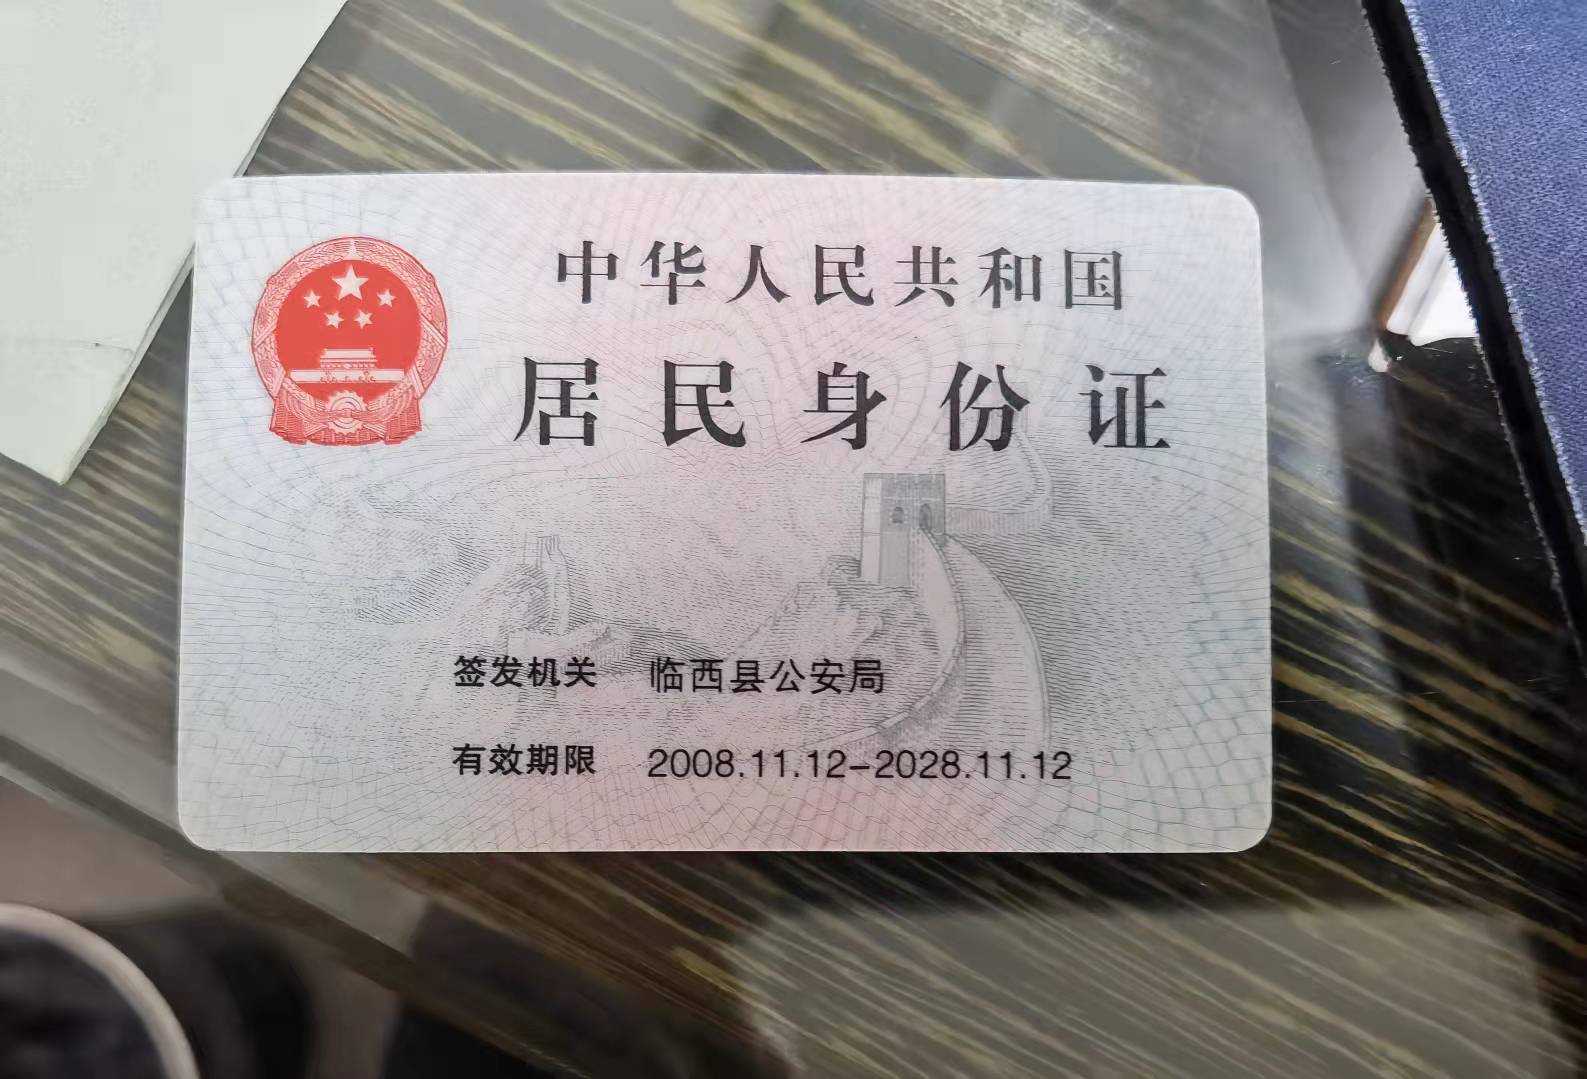 中华人民共和国
居民身份证
签发机关 临西县公安局
有效期限 2008.11.12-2028.11.12